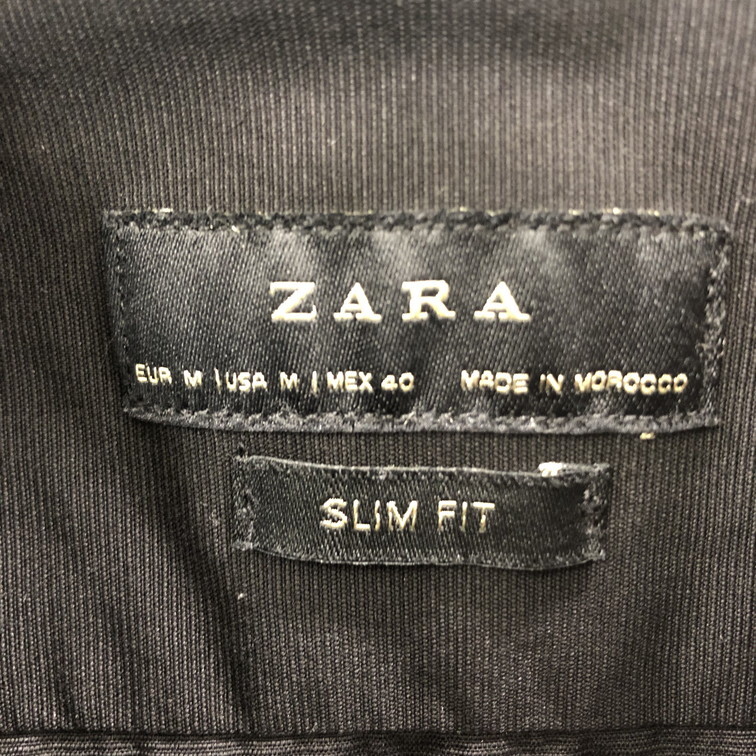 ZARA
EUR M | USA M | MEX 40 MADE IN MOROCCO
SLIM FIT